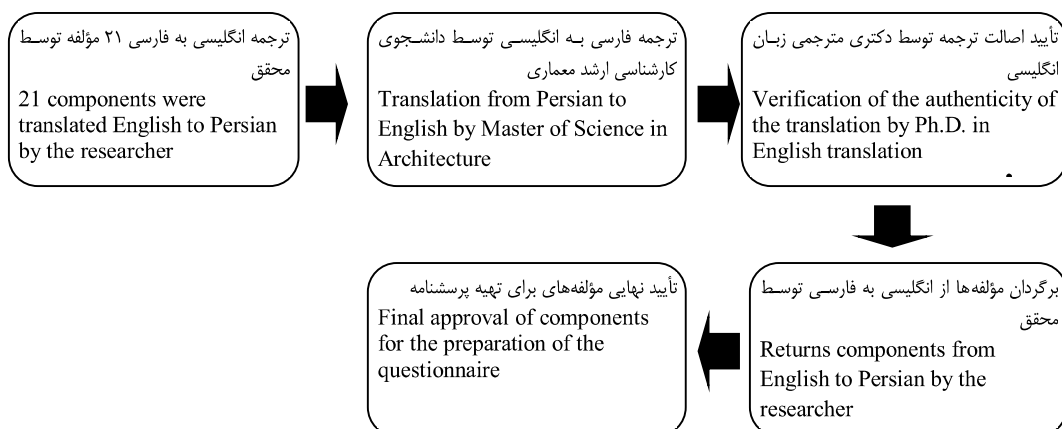 ترجمه انگلیسی به فارسی ۲۱ مؤلفه توسط
محقق
21 components were
translated English to Persian
by the researcher
ترجمه فارسی به انگلیسی توسط دانشجوی
کارشناسی ارشد معماری
Translation from Persian to
English by Master of Science in
Architecture
تأیید اصالت ترجمه توسط دکتری مترجمی زبان
انگلیسی
Verification of the authenticity of
the translation by Ph.D. in
English translation
.
برگردان مؤلفه‌ها از انگلیسی به فارسی توسط
محقق
Returns components from
English to Persian by the
researcher
تأیید نهایی مؤلفه‌های برای تهیه پرسشنامه
Final approval of components
for the preparation of the
questionnaire